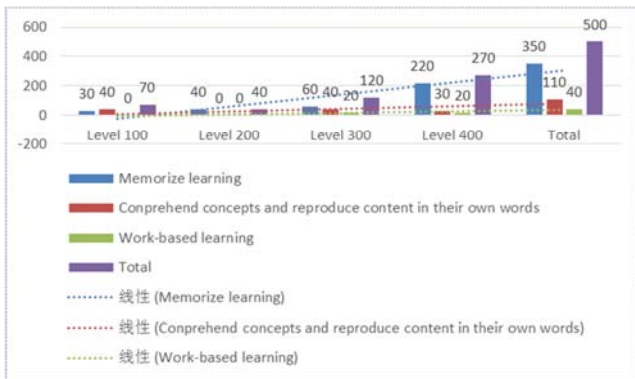 600
400
200
0
-200
30 40 0 70
40 0 0 40
60 40 20 120
220 30 20 270
350 110 40 500
Level 100 Level 200 Level 300 Level 400 Total
Memorize learning
Conprehend concepts and reproduce content in their own words
Work-based learning
Total
线性 (Memorize learning)
线性 (Conprehend concepts and reproduce content in their own words)
线性 (Work-based learning)